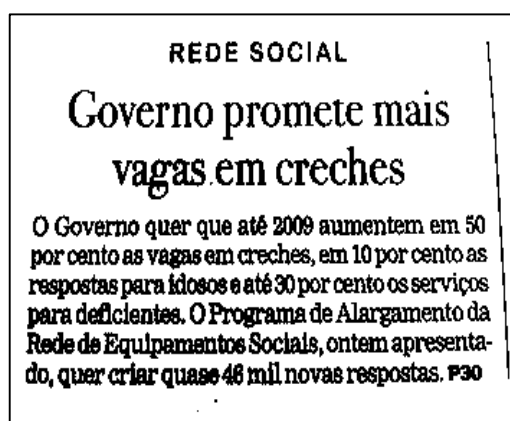 REDE SOCIAL
Governo promete mais
vagas em creches
O Governo quer que até 2009 aumentem em 50
por cento as vagas em creches, em 10 por cento as
respostas para idosos e até 30 por cento os serviços
para deficientes. O Programa de Alargamento da
Rede de Equipamentos Sociais, ontem apresenta-
do, quer criar quase 46 mil novas respostas. P30